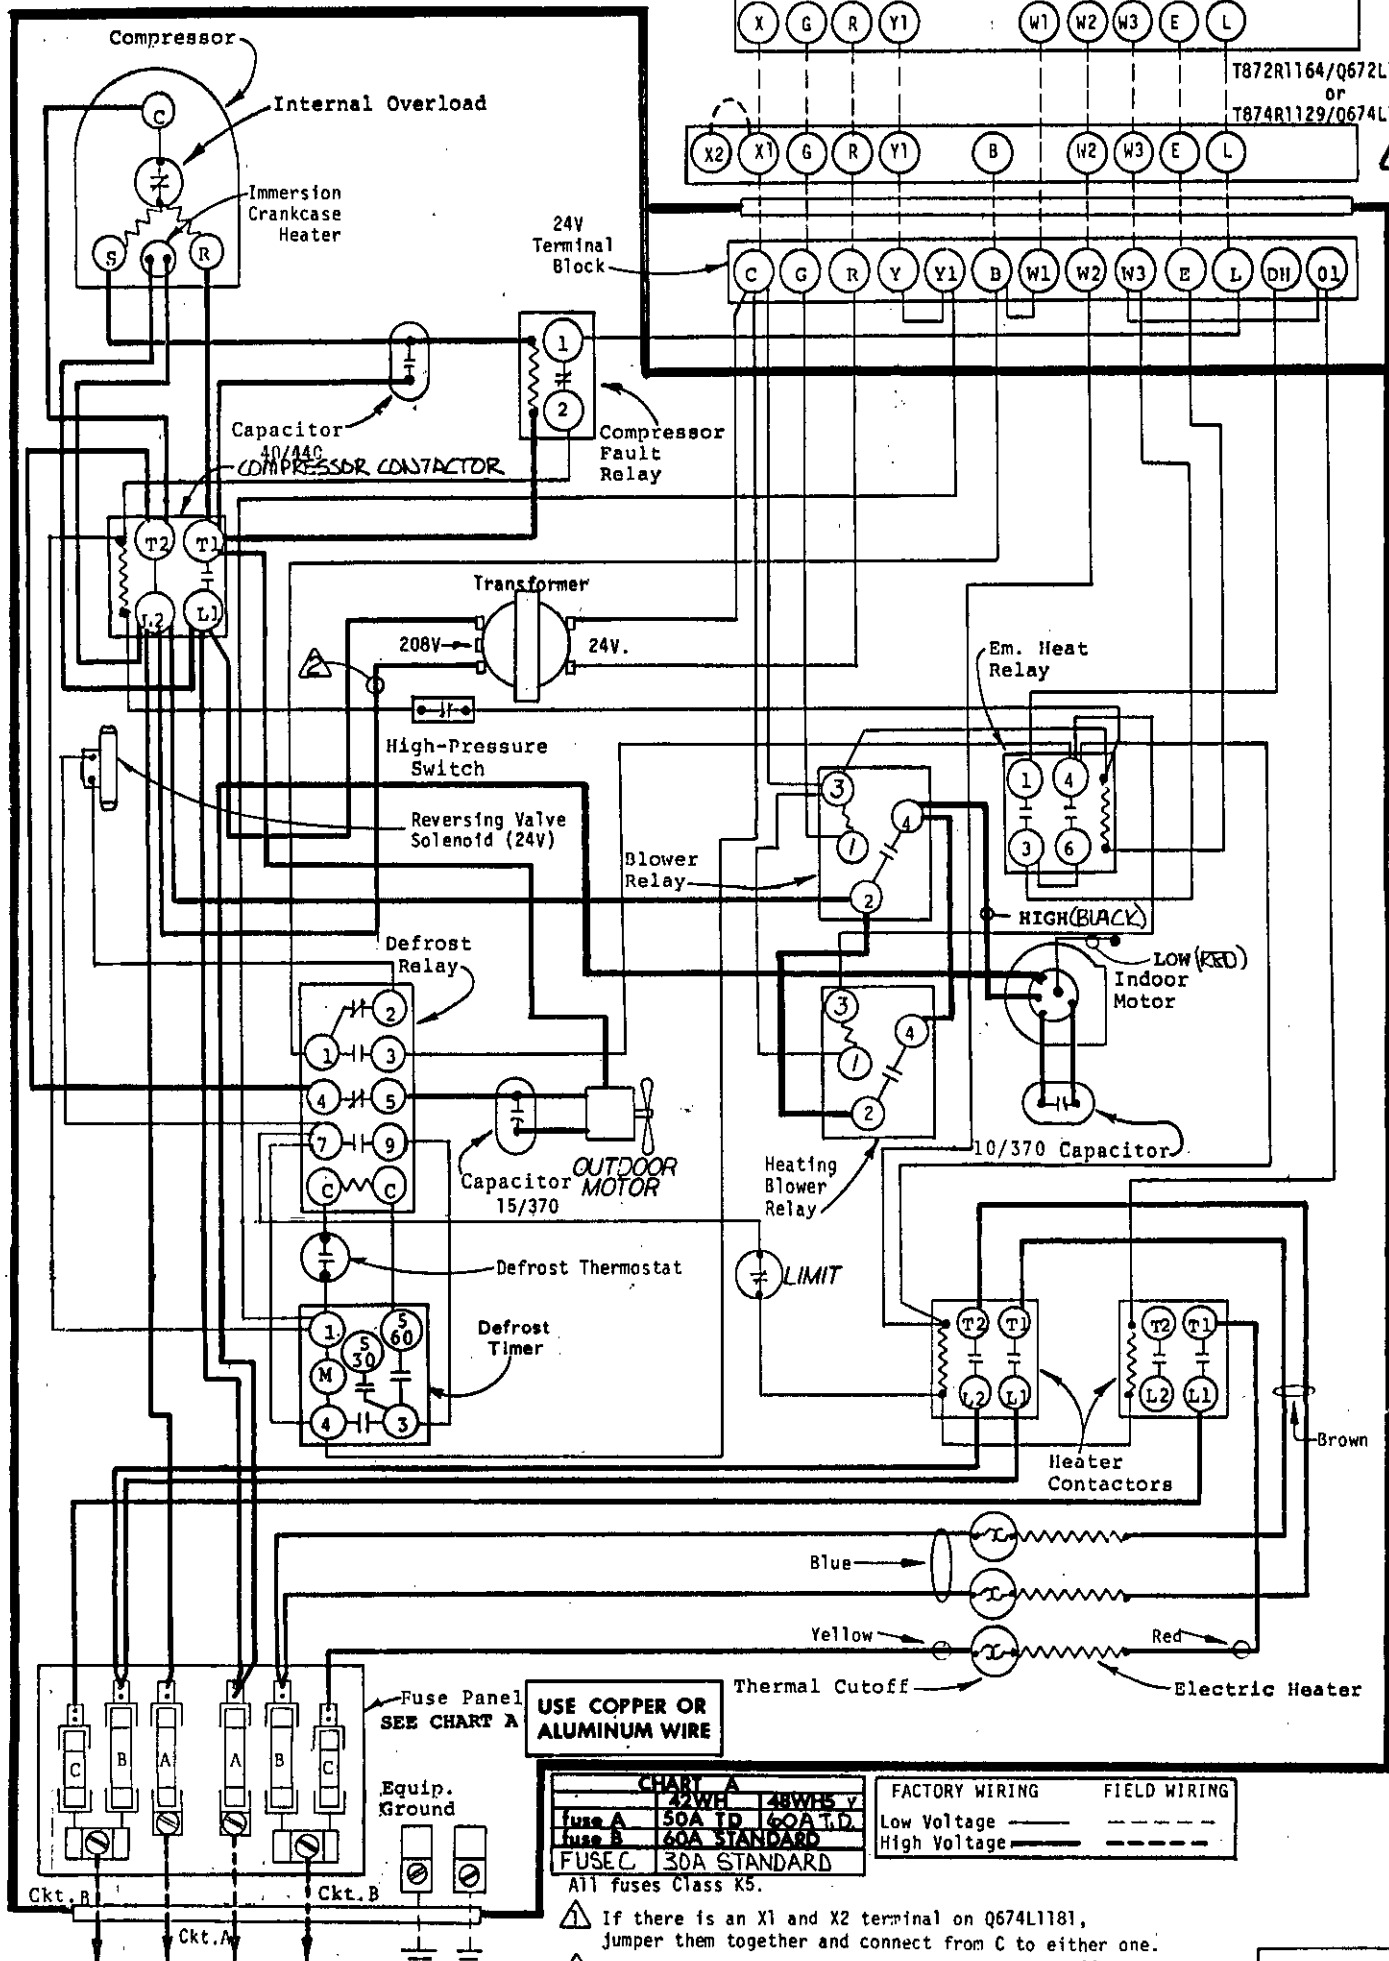 X G R Y1 W1 W2 W3 E L
T872R1164/Q672L
or
T874R1129/Q674L
X2 X1 G R Y1 B W2 W3 E L
24V
Terminal
Block
C G R Y Y1 B W1 W2 W3 E L DH O1
Compressor
Internal Overload
Immersion
Crankcase
Heater
C
S
R
Capacitor
40/440
COMPRESSOR CONTACTOR
1
2
Compressor
Fault
Relay
T2 T1
L2 L1
Transformer
208V
24V.
2
High-Pressure
Switch
Reversing Valve
Solenoid (24V)
Em. Heat
Relay
1 4
3 6
Blower
Relay
3
4
1
2
HIGH (BLACK)
LOW (RED)
Indoor
Motor
10/370 Capacitor
Heating
Blower
Relay
3
4
1
2
Defrost
Relay
2
1 3
4 5
7 9
C C
Capacitor
15/370
OUTDOOR
MOTOR
Defrost Thermostat
LIMIT
Defrost
Timer
1
S
30
S
60
M
4 3
T2 T1
L2 L1
T2 T1
L2 L1
Heater
Contactors
Brown
Blue
Yellow
Red
Thermal Cutoff
Electric Heater
Fuse Panel
SEE CHART A
C B A A B C
USE COPPER OR
ALUMINUM WIRE
Equip.
Ground
Ckt.B
Ckt.A
Ckt.B
CHART A
42WH 48WHS Y
fuse A 50A TD 60A T.D.
fuse B 60A STANDARD
FUSE C 30A STANDARD
All fuses Class K5.
FACTORY WIRING FIELD WIRING
Low Voltage
High Voltage
1 If there is an X1 and X2 terminal on Q674L1181,
jumper them together and connect from C to either one.